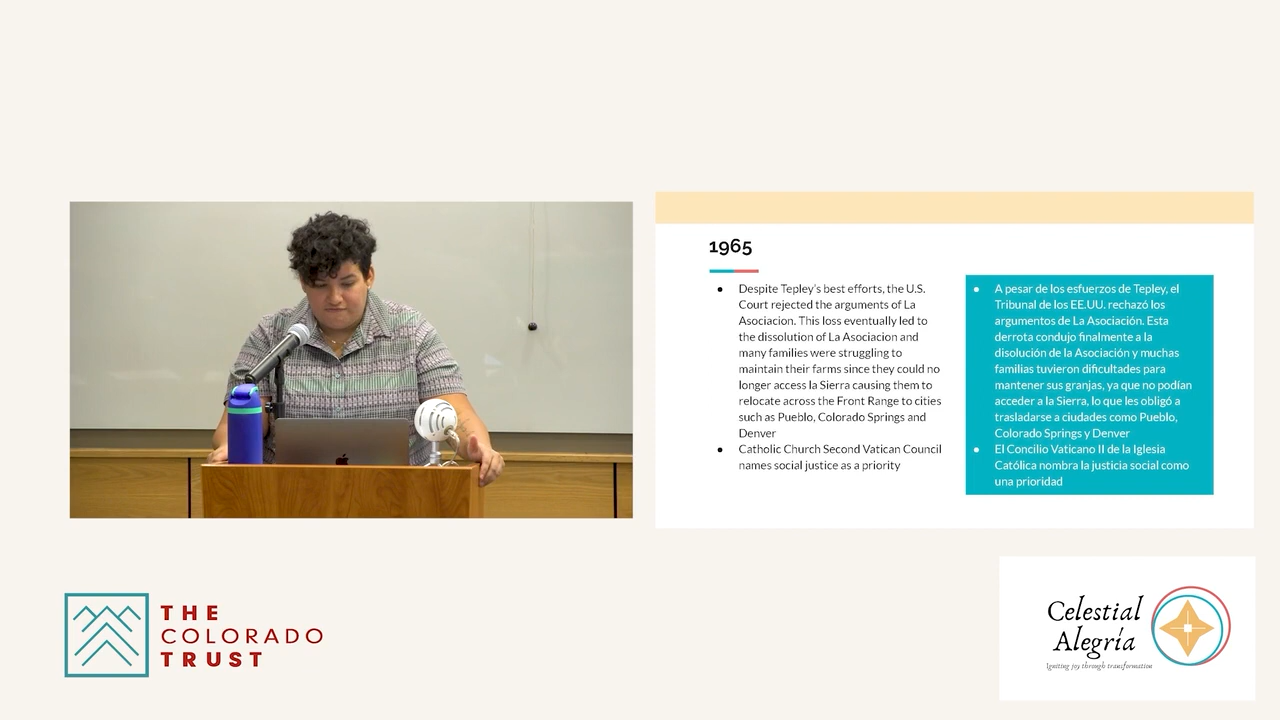 1965
Despite Tepley's best efforts, the U.S.
Court rejected the arguments of La
Asociacion. This loss eventually led to
the dissolution of La Asociacion and
many families were struggling to
maintain their farms since they could no
longer access la Sierra causing them to
relocate across the Front Range to cities
such as Pueblo, Colorado Springs and
Denver
Catholic Church Second Vatican Council
names social justice as a priority
A pesar de los esfuerzos de Tepley, el
Tribunal de los EE.UU. rechazó los
argumentos de La Asociación. Esta
derrota condujo finalmente a la
disolución de la Asociación y muchas
familias tuvieron dificultades para
mantener sus granjas, ya que no podían
acceder a la Sierra, lo que les obligó a
trasladarse a ciudades como Pueblo,
Colorado Springs y Denver
El Concilio Vaticano II de la Iglesia
Católica nombra la justicia social como
una prioridad
THE
COLORADO
TRUST
Celestial
Alegría
Igniting joy through transformation